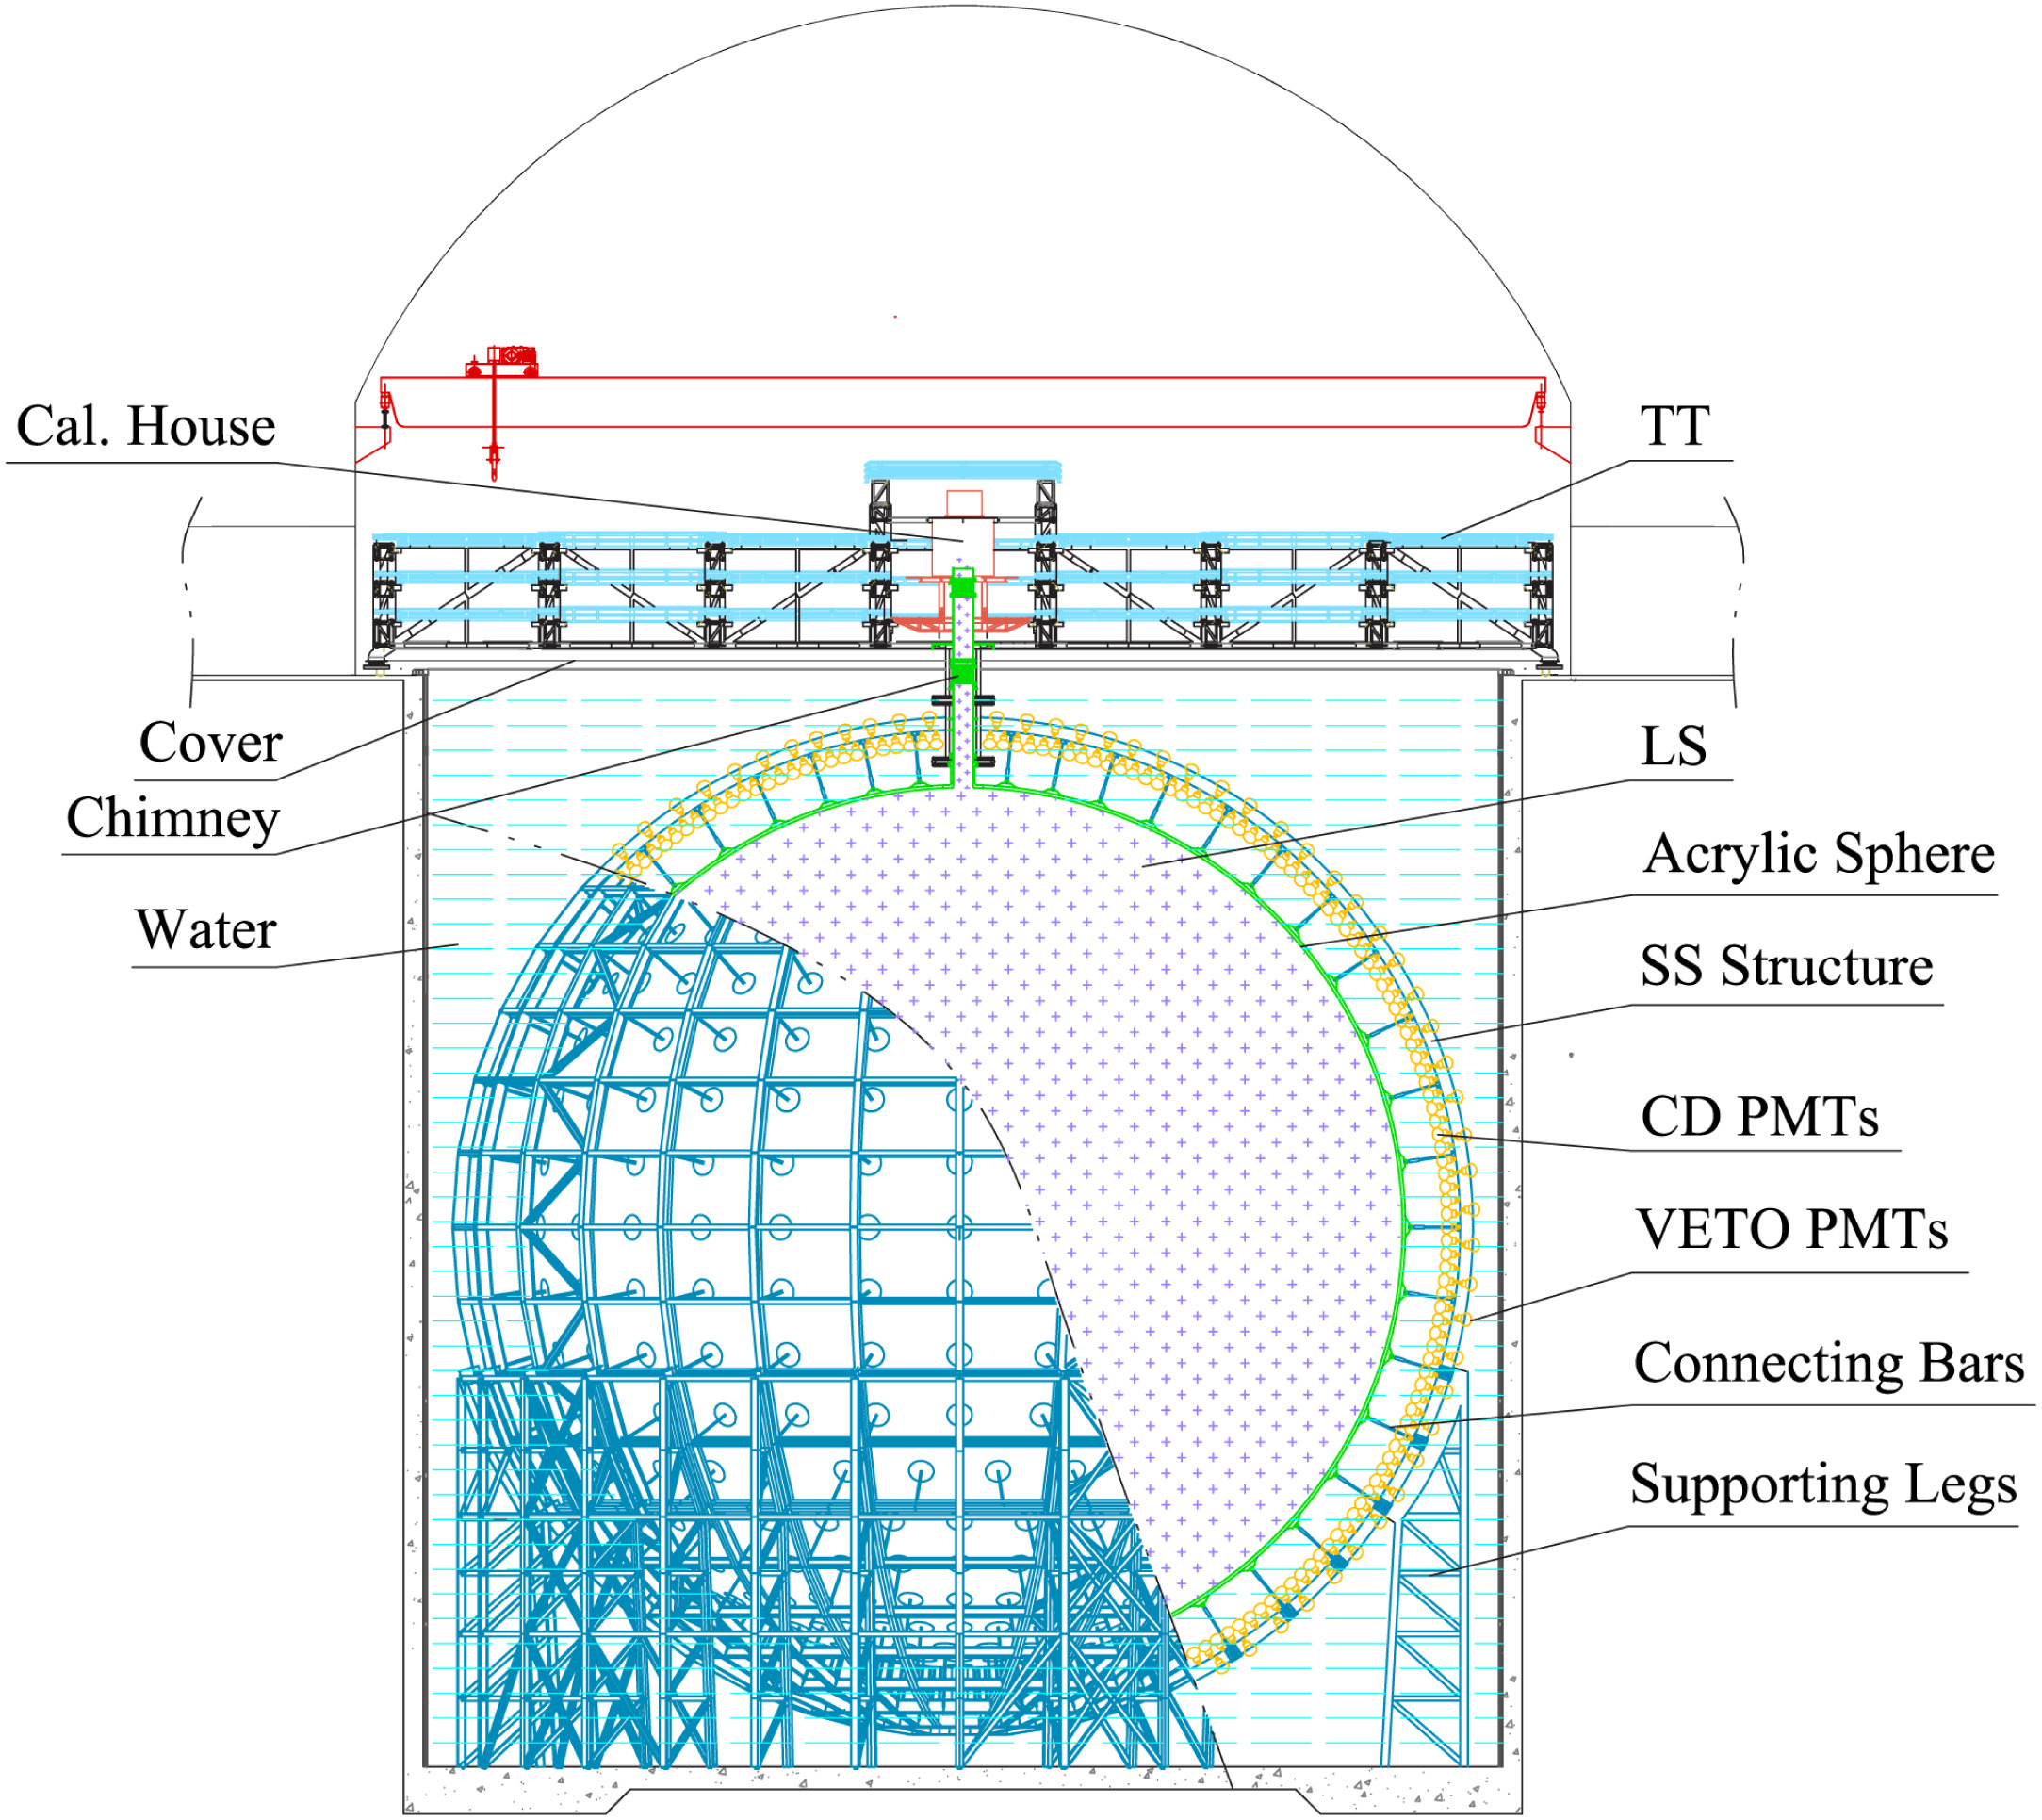 Cal. House
Cover
Chimney
Water
TT
LS
Acrylic Sphere
SS Structure
CD PMTs
VETO PMTs
Connecting Bars
Supporting Legs